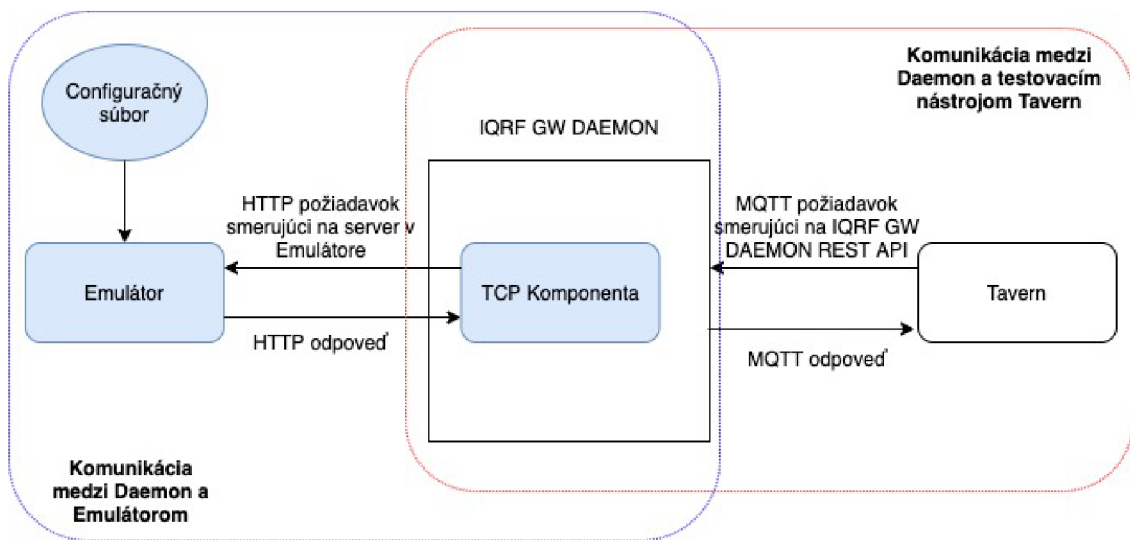 Configuračný
súbor
Komunikácia medzi
Daemon a testovacím
nástrojom Tavern
IQRF GW DAEMON
HTTP požiadavok
smerujúci na server v
Emulátore
MQTT požiadavok
smerujúci na IQRF GW
DAEMON REST API
Emulátor
TCP Komponenta
Tavern
HTTP odpoveď
MQTT odpoveď
Komunikácia
medzi Daemon a
Emulátorom